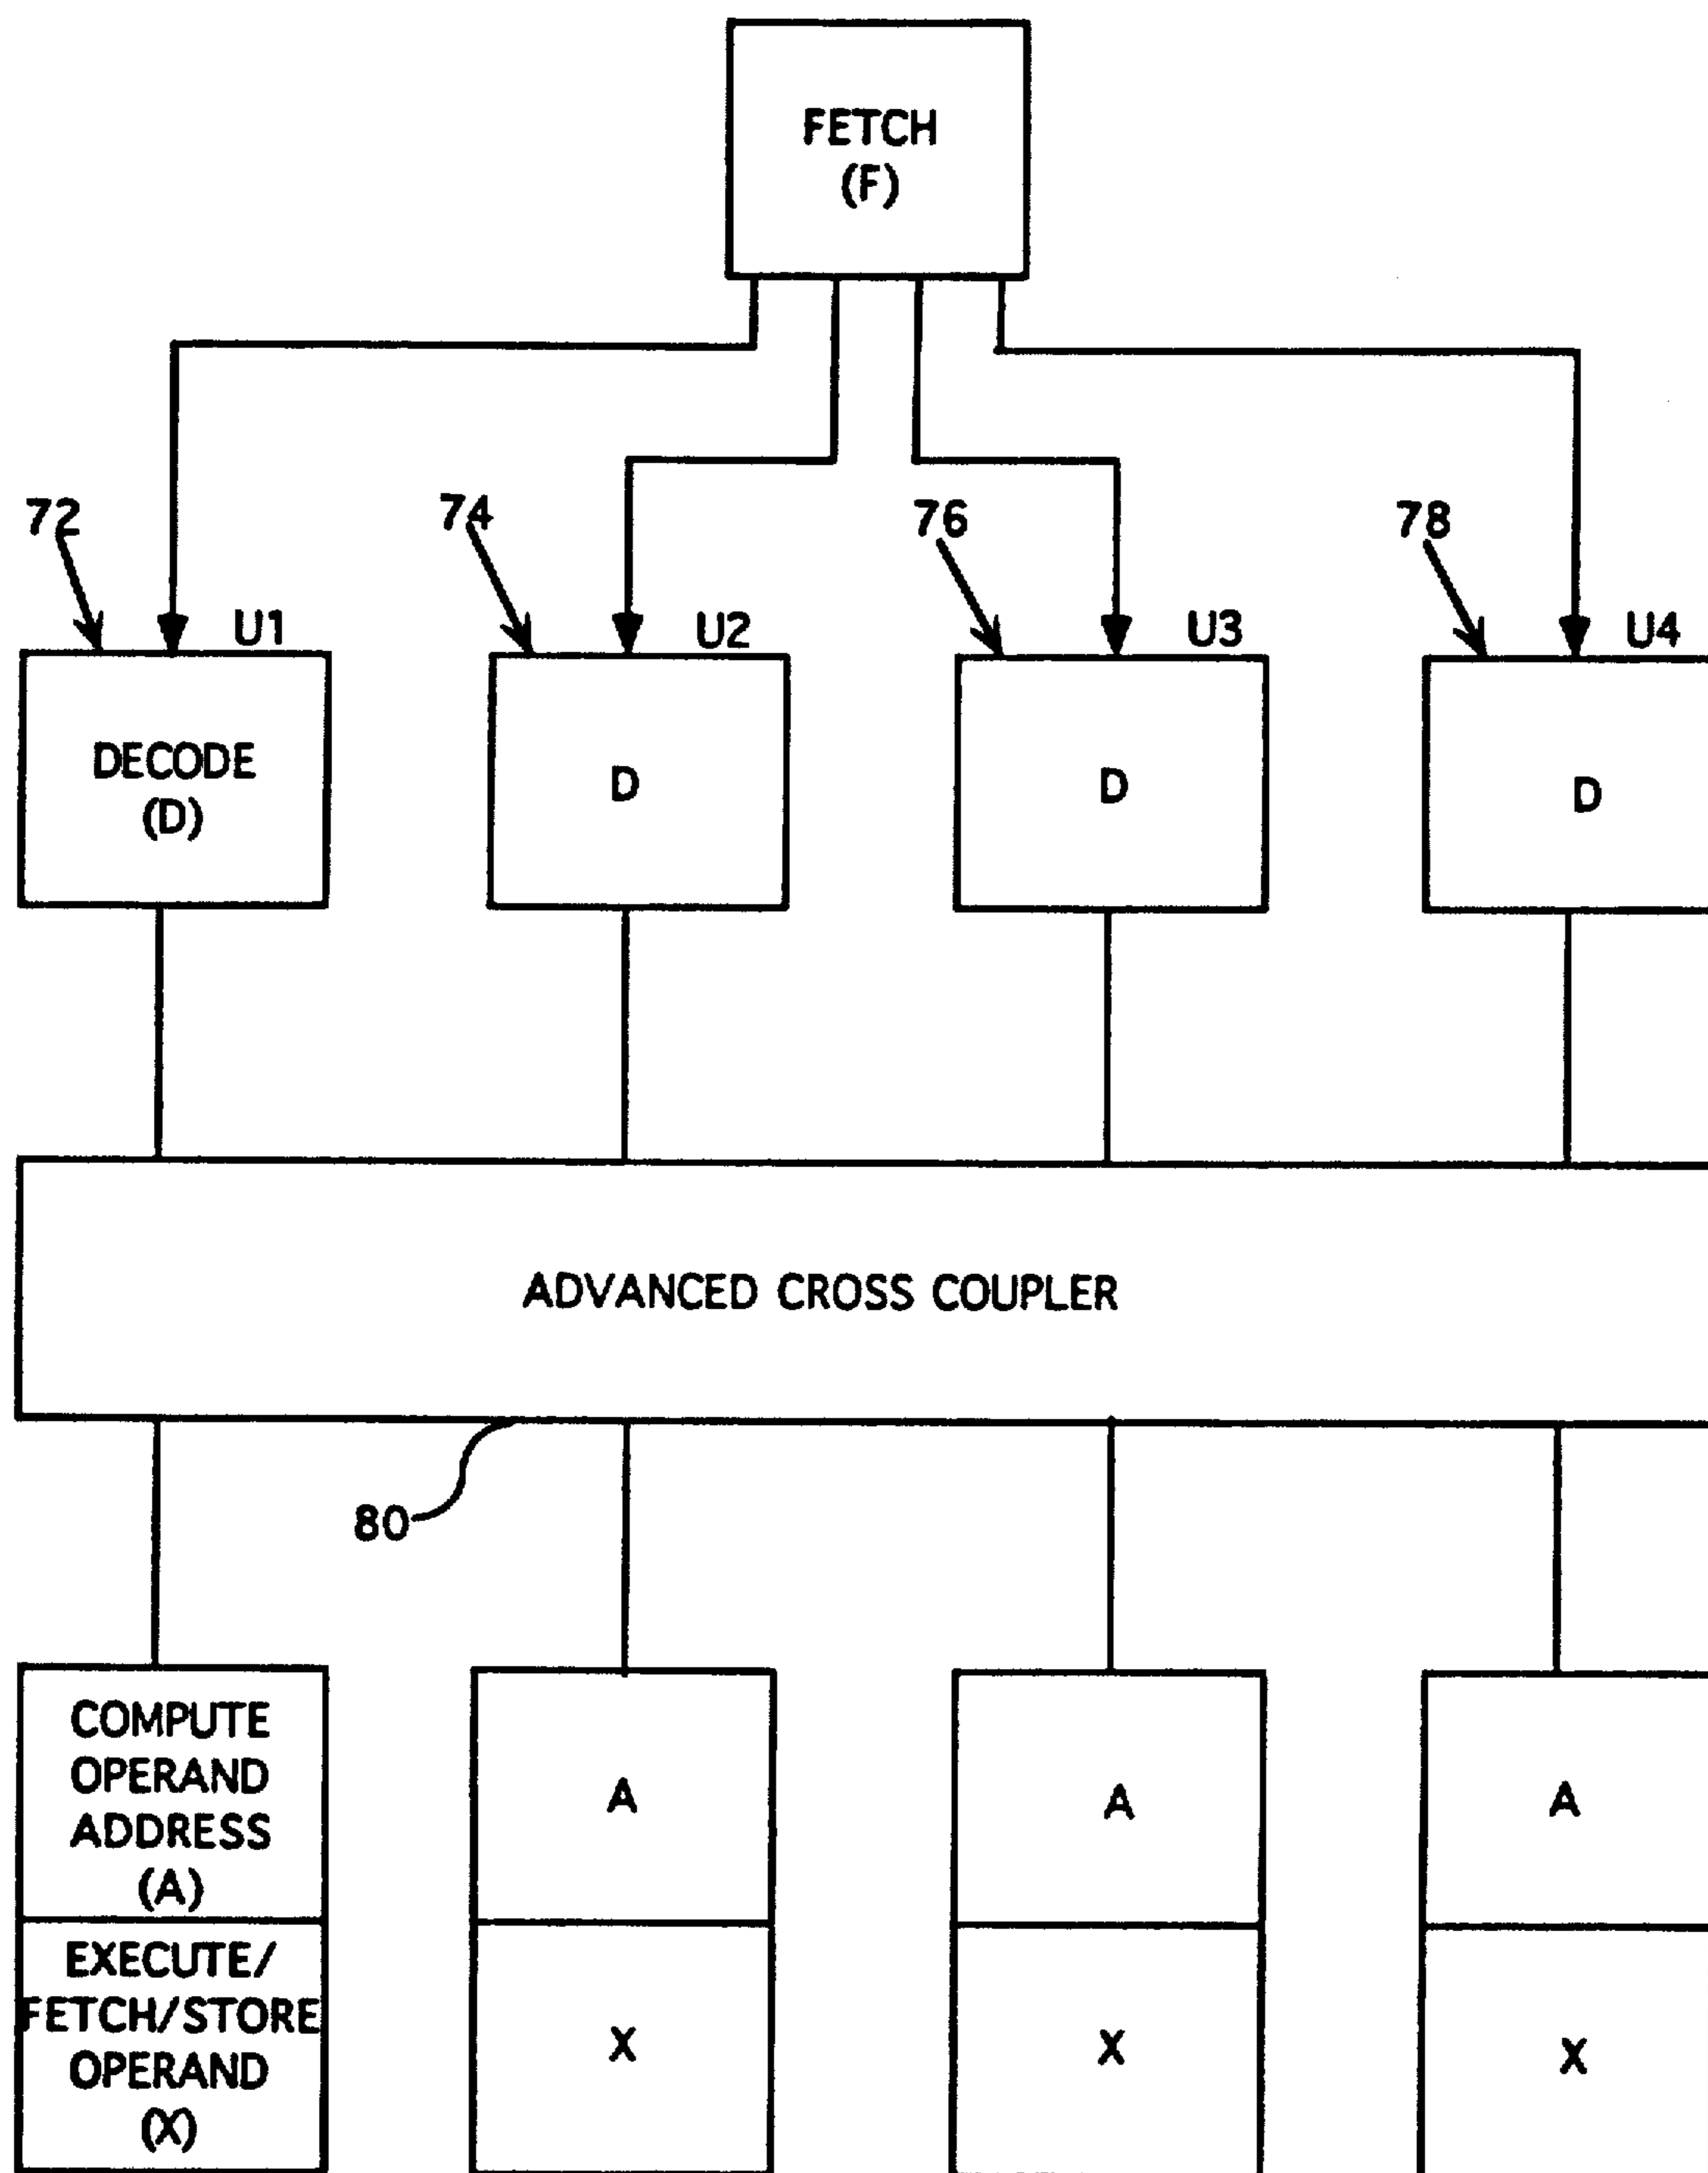 FETCH
(F)
72
74
76
78
U1
U2
U3
U4
DECODE
(D)
D
D
D
ADVANCED CROSS COUPLER
80
COMPUTE
OPERAND
ADDRESS
(A)
A
A
A
EXECUTE/
FETCH/STORE
OPERAND
(X)
X
X
X